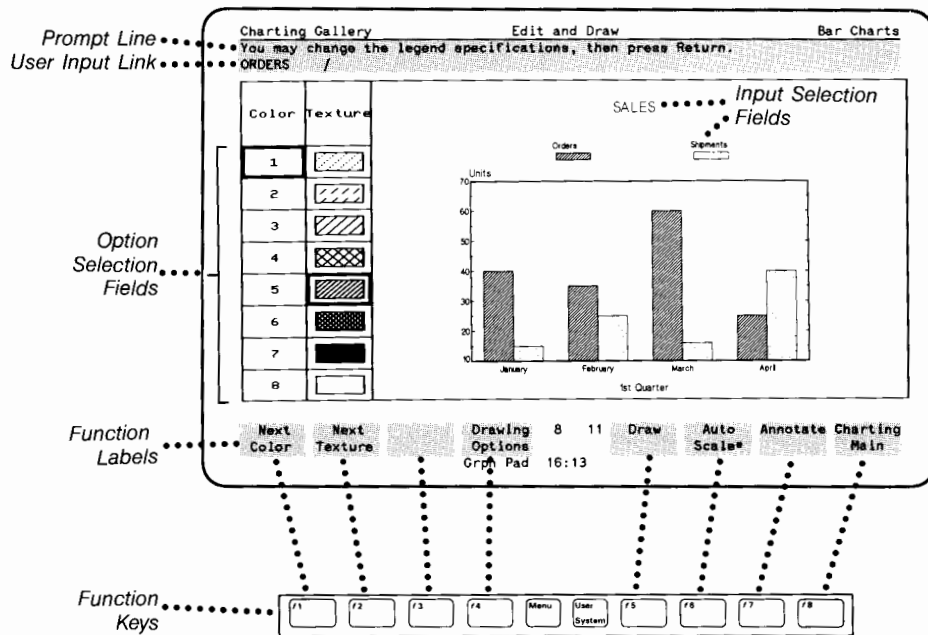 Charting Gallery Edit and Draw Bar Charts
Prompt Line
You may change the legend specifications, then press Return.
User Input Link
ORDERS /
Color Texture
SALES
Input Selection
Fields
Orders Shipments
Units
1
2
3
4
5
6
7
8
Option
Selection
Fields
70
60
40
30
20
10
January February March April
1st Quarter
Function
Labels
Next
Color
Next
Texture
Drawing
Options
8 11
Draw
Auto
Scale*
Annotate
Charting
Main
Grph Pad 16:13
Function
Keys
f1 f2 f3 f4 Menu User
System f5 f6 f7 f8